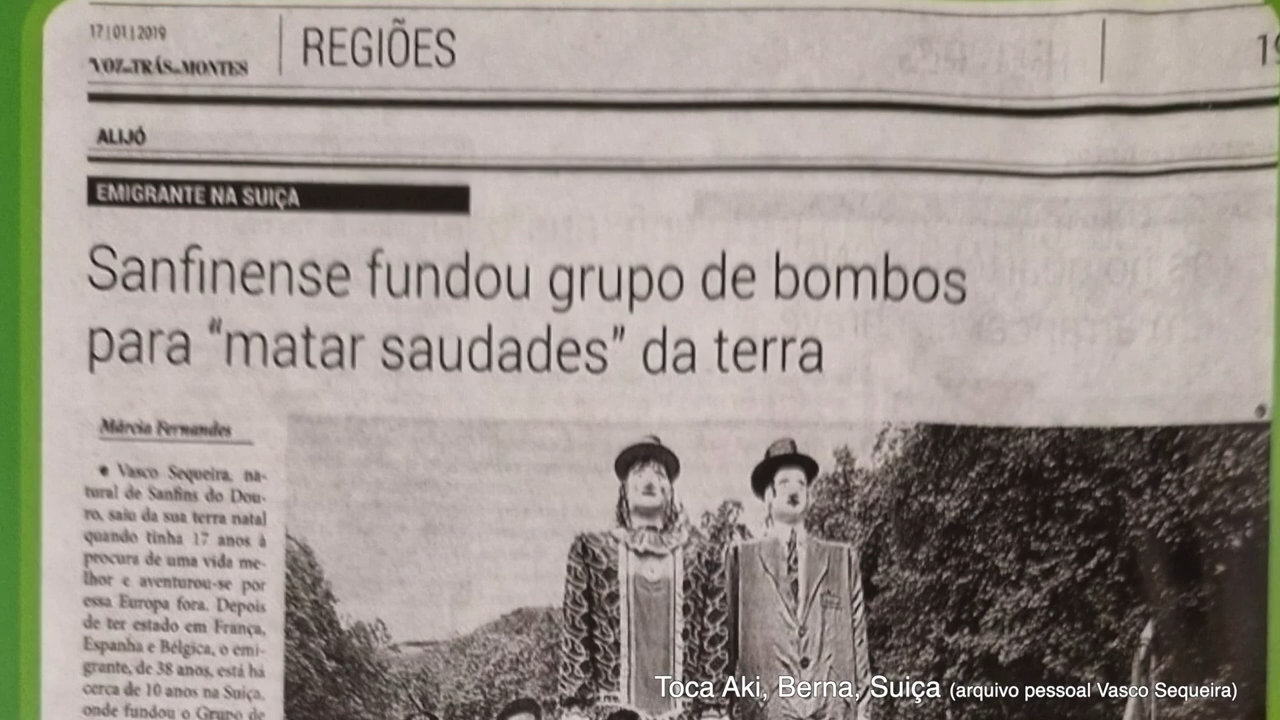 17|01|2019
VOZ DE TRÁS-OS-MONTES
REGIÕES
ALIJÓ
EMIGRANTE NA SUIÇA
Sanfinense fundou grupo de bombos
para “matar saudades” da terra
Márcia Fernandes
• Vasco Sequeira, na-
tural de Sanfins do Dou-
ro, saiu da sua terra natal
quando tinha 17 anos à
procura de uma vida me-
lhor e aventurou-se por
essa Europa fora. Depois
de ter estado em França,
Espanha e Bélgica, o emi-
grante, de 38 anos, está há
cerca de 10 anos na Suiça,
onde fundou o Grupo de
Toca Aki, Berna, Suiça (arquivo pessoal Vasco Sequeira)